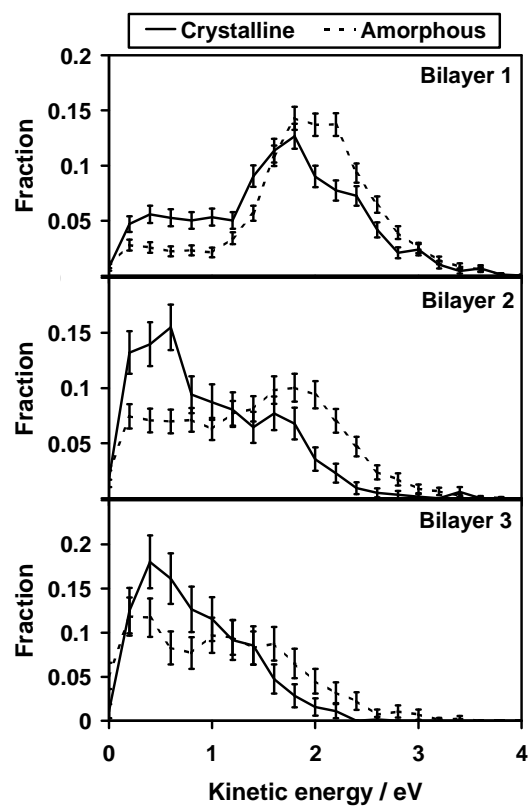 Crystalline Amorphous
0.2
Bilayer 1
0.15
Fraction
0.1
0.05
Bilayer 2
0.15
Fraction
0.1
0.05
Bilayer 3
0.2
0.15
Fraction
0.1
0.05
0
0 1 2 3 4
Kinetic energy / eV